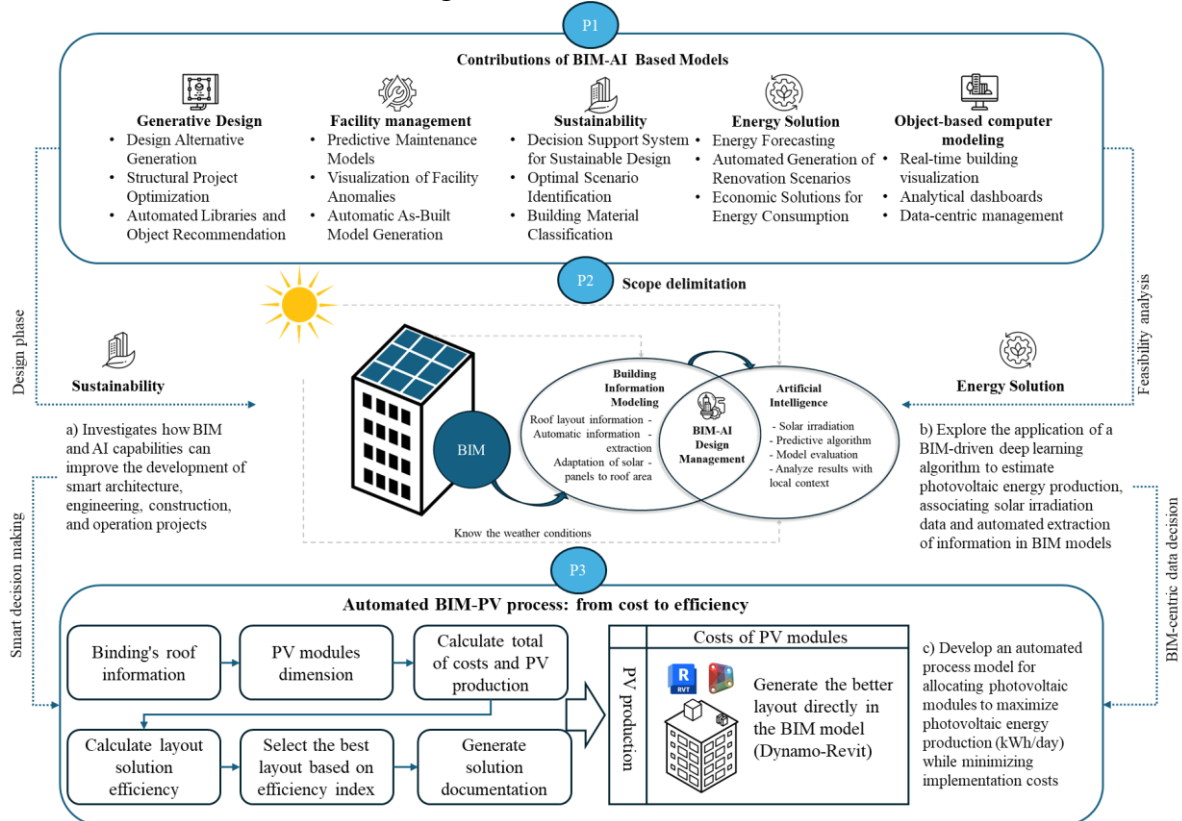 P1
Contributions of BIM-AI Based Models
Generative Design
• Design Alternative
Generation
• Structural Project
Optimization
• Automated Libraries and
Object Recommendation
Facility management
• Predictive Maintenance
Models
• Visualization of Facility
Anomalies
• Automatic As-Built
Model Generation
Sustainability
• Decision Support System
for Sustainable Design
• Optimal Scenario
Identification
• Building Material
Classification
Energy Solution
• Energy Forecasting
• Automated Generation of
Renovation Scenarios
• Economic Solutions for
Energy Consumption
Object-based computer
modeling
• Real-time building
visualization
• Analytical dashboards
• Data-centric management
P2
Scope delimitation
Design phase
Feasibility analysis
Sustainability
a) Investigates how BIM
and AI capabilities can
improve the development of
smart architecture,
engineering, construction,
and operation projects
BIM
Building
Information
Modeling
Roof layout information -
Automatic information -
extraction
Adaptation of solar -
panels to roof area
BIM-AI
Design
Management
Artificial
Intelligence
- Solar irradiation
- Predictive algorithm
- Model evaluation
- Analyze results with
local context
Know the weather conditions
Energy Solution
b) Explore the application of a
BIM-driven deep learning
algorithm to estimate
photovoltaic energy production,
associating solar irradiation
data and automated extraction
of information in BIM models
Smart decision making
BIM-centric data decision
P3
Automated BIM-PV process: from cost to efficiency
Binding's roof
information
PV modules
dimension
Calculate total
of costs and PV
production
Calculate layout
solution
efficiency
Select the best
layout based on
efficiency index
Generate
solution
documentation
Costs of PV modules
PV production
R
RVT
Generate the better
layout directly in
the BIM model
(Dynamo-Revit)
c) Develop an automated
process model for
allocating photovoltaic
modules to maximize
photovoltaic energy
production (kWh/day)
while minimizing
implementation costs